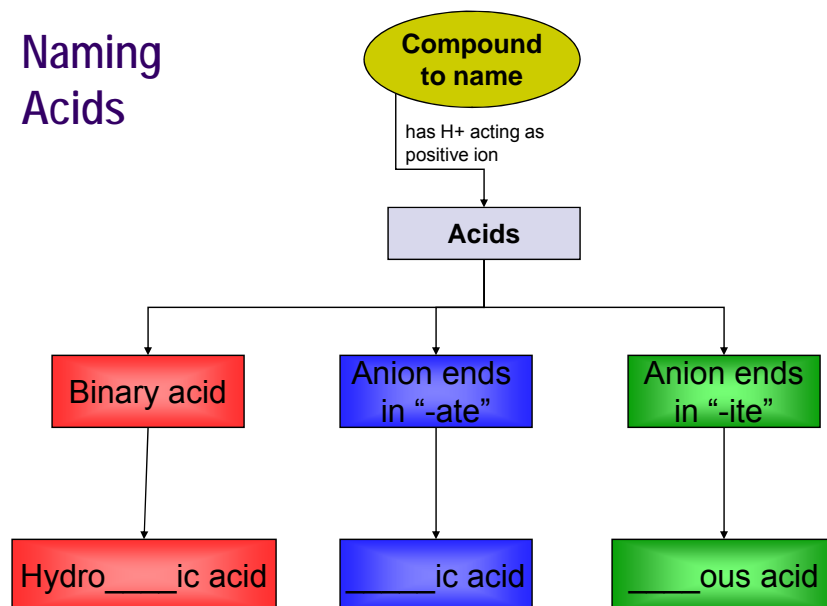 Naming
Acids
Compound
to name
has H+ acting as
positive ion
Acids
Binary acid
Anion ends
in “-ate”
Anion ends
in “-ite”
Hydro____ic acid
_____ic acid
____ous acid